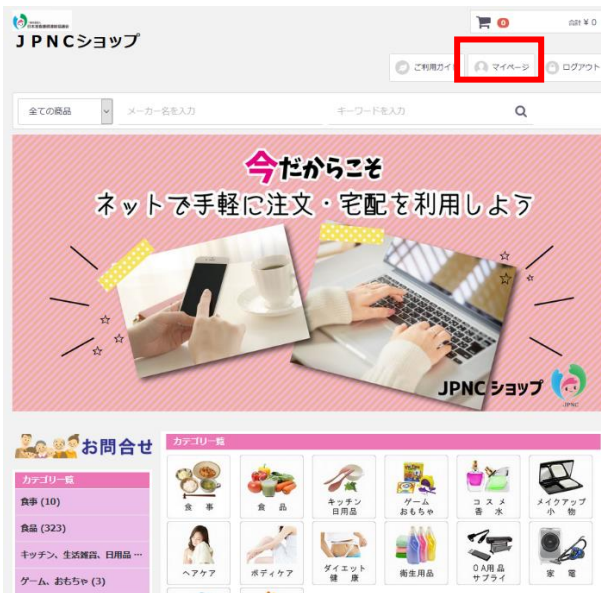 合計 ¥ 0
0
JPNCショップ
ご利用ガイド
マイページ
ログアウト
全ての商品
メーカー名を入力
キーワードを入力
今だからこそ
ネットで手軽に注文・宅配を利用しよう
JPNCショップ
JPNC
お問合せ
カテゴリ一覧
カテゴリ一覧
食事 (10)
食品 (323)
キッチン、生活雑貨、日用品 …
ゲーム、おもちゃ (3)
食 事
食 品
キッチン
日用品
ゲーム
おもちゃ
コ ス メ
香 水
メイクアップ
小 物
ヘアケア
ボディケア
ダイエット
健 康
衛生用品
OA用品
サプライ
家 電